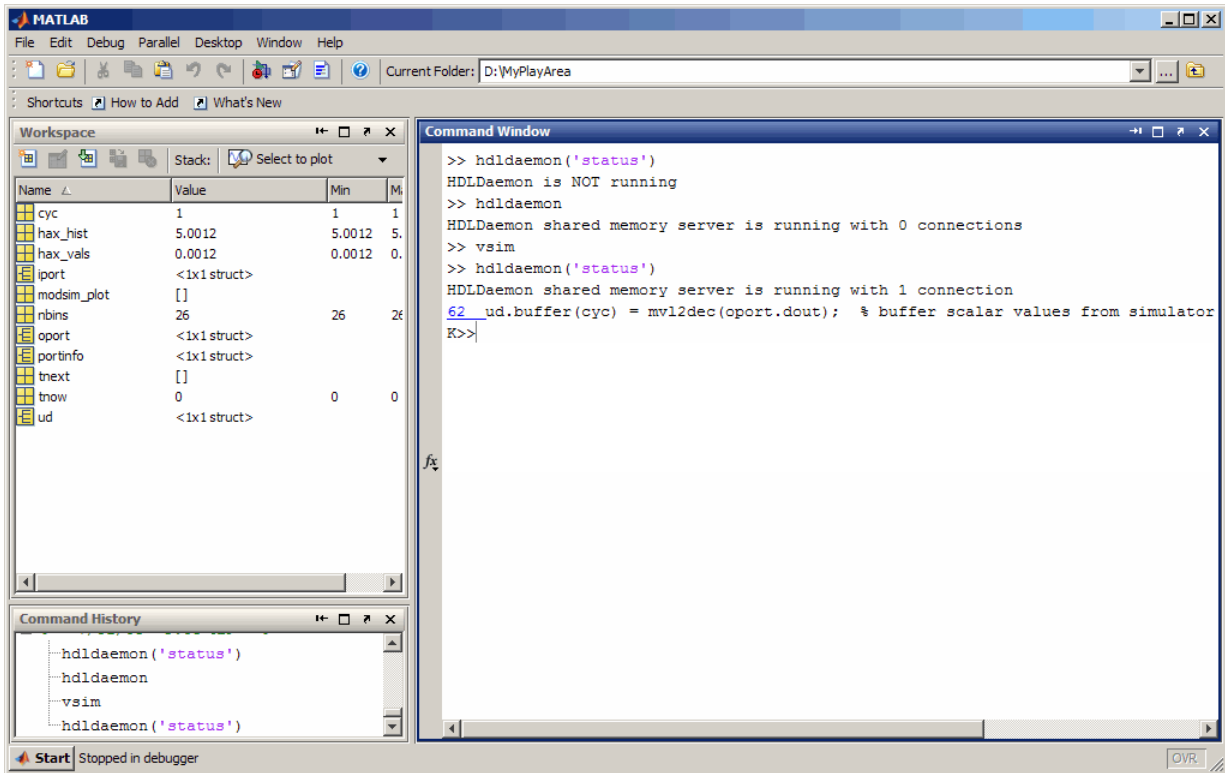 MATLAB
File Edit Debug Parallel Desktop Window Help
Current Folder: D:\MyPlayArea
Shortcuts How to Add What's New
Workspace
Stack: Select to plot
Name Value Min Ma
cyc 1 1 1
hax_hist 5.0012 5.0012 5.
hax_vals 0.0012 0.0012 0.
iport <1x1 struct>
modsim_plot []
nbins 26 26 26
oport <1x1 struct>
portinfo <1x1 struct>
tnext []
tnow 0 0 0
ud <1x1 struct>
Command History
hdldaemon('status')
hdldaemon
vsim
hdldaemon('status')
Command Window
>> hdldaemon('status')
HDLDaemon is NOT running
>> hdldaemon
HDLDaemon shared memory server is running with 0 connections
>> vsim
>> hdldaemon('status')
HDLDaemon shared memory server is running with 1 connection
62 ud.buffer(cyc) = mvl2dec(oport.dout); % buffer scalar values from simulator
K>>
fx
Start Stopped in debugger
OVR